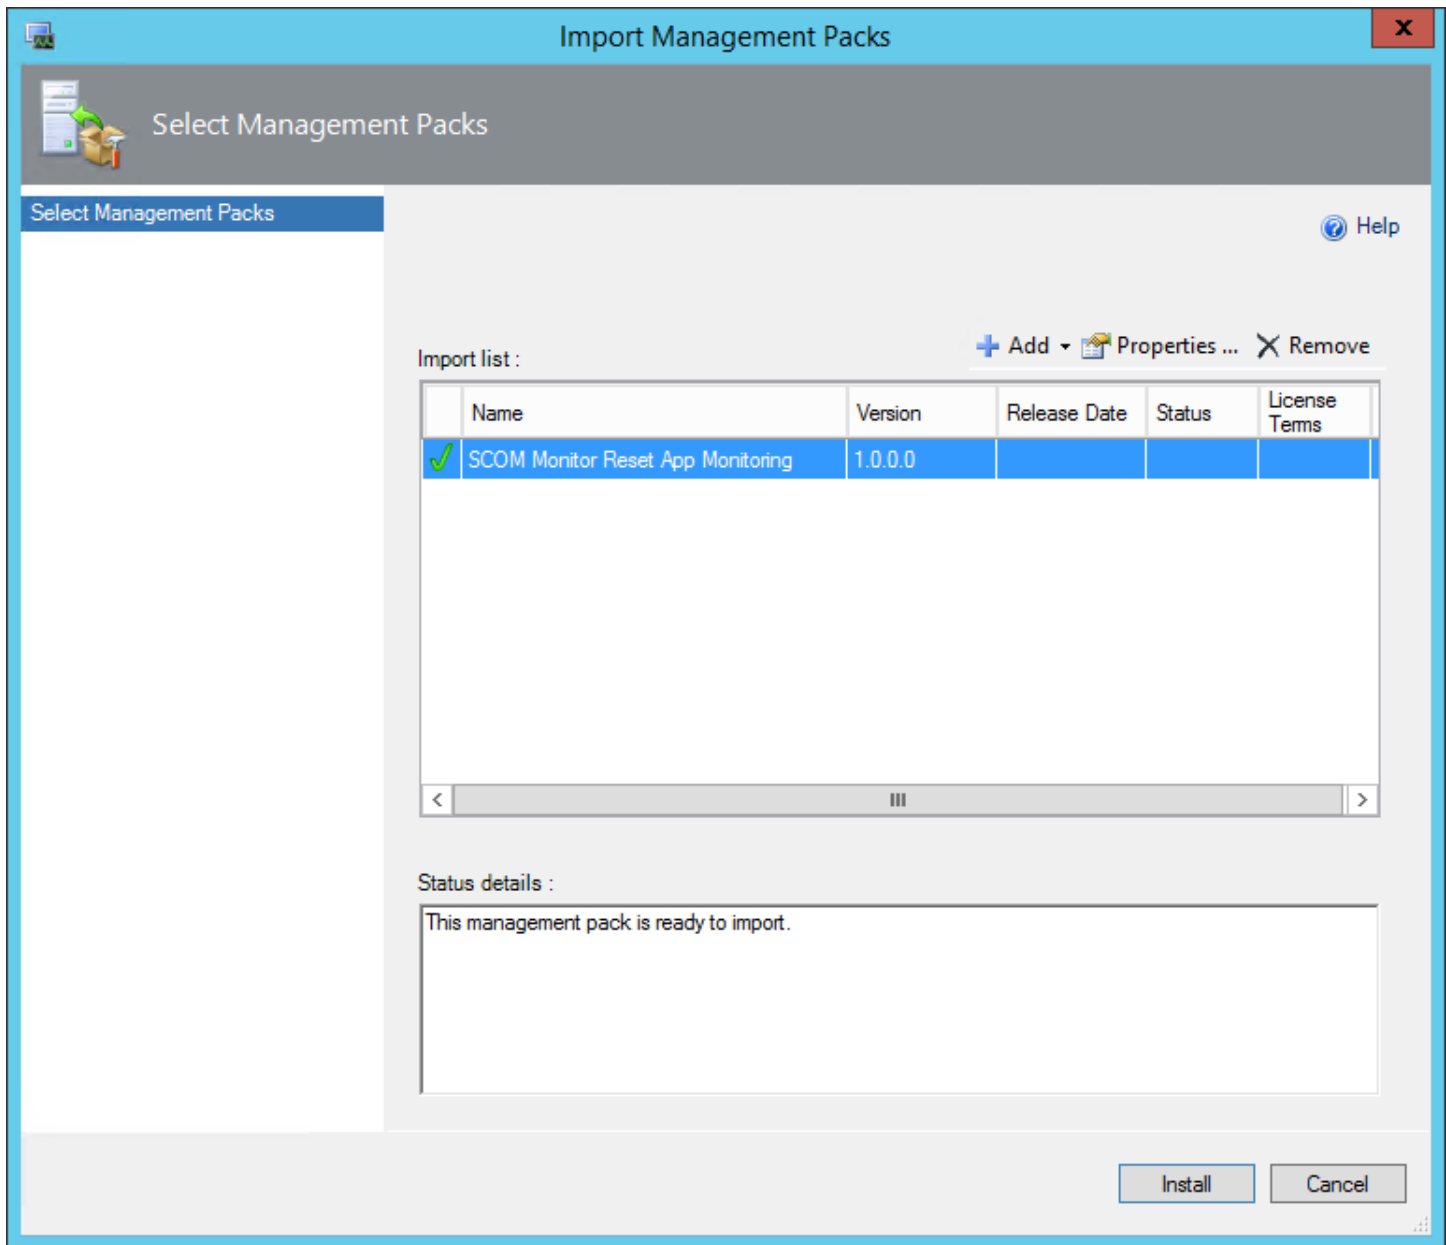 Import Management Packs
x
Select Management Packs
Select Management Packs
Help
Add
Properties ...
Remove
Import list :
Name
Version
Release Date
Status
License
Terms
SCOM Monitor Reset App Monitoring
1.0.0.0
Status details :
This management pack is ready to import.
Install
Cancel